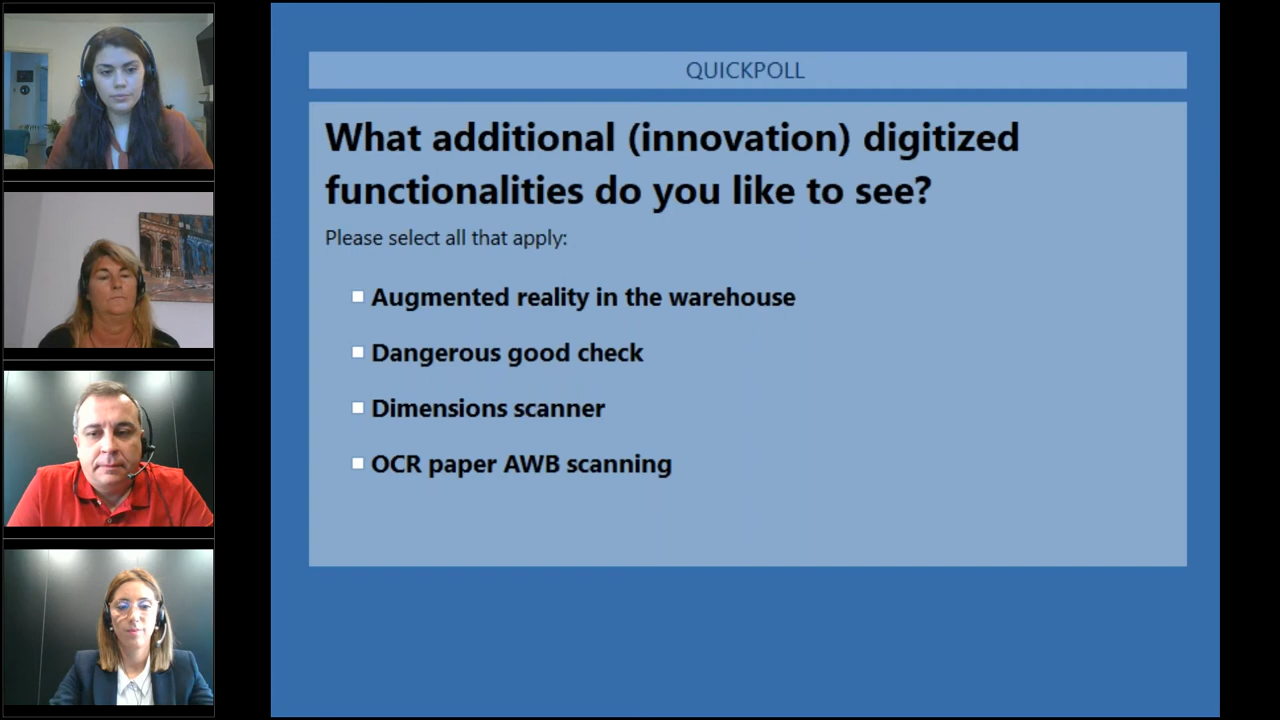 QUICKPOLL
What additional (innovation) digitized
functionalities do you like to see?
Please select all that apply:
Augmented reality in the warehouse
Dangerous good check
Dimensions scanner
OCR paper AWB scanning